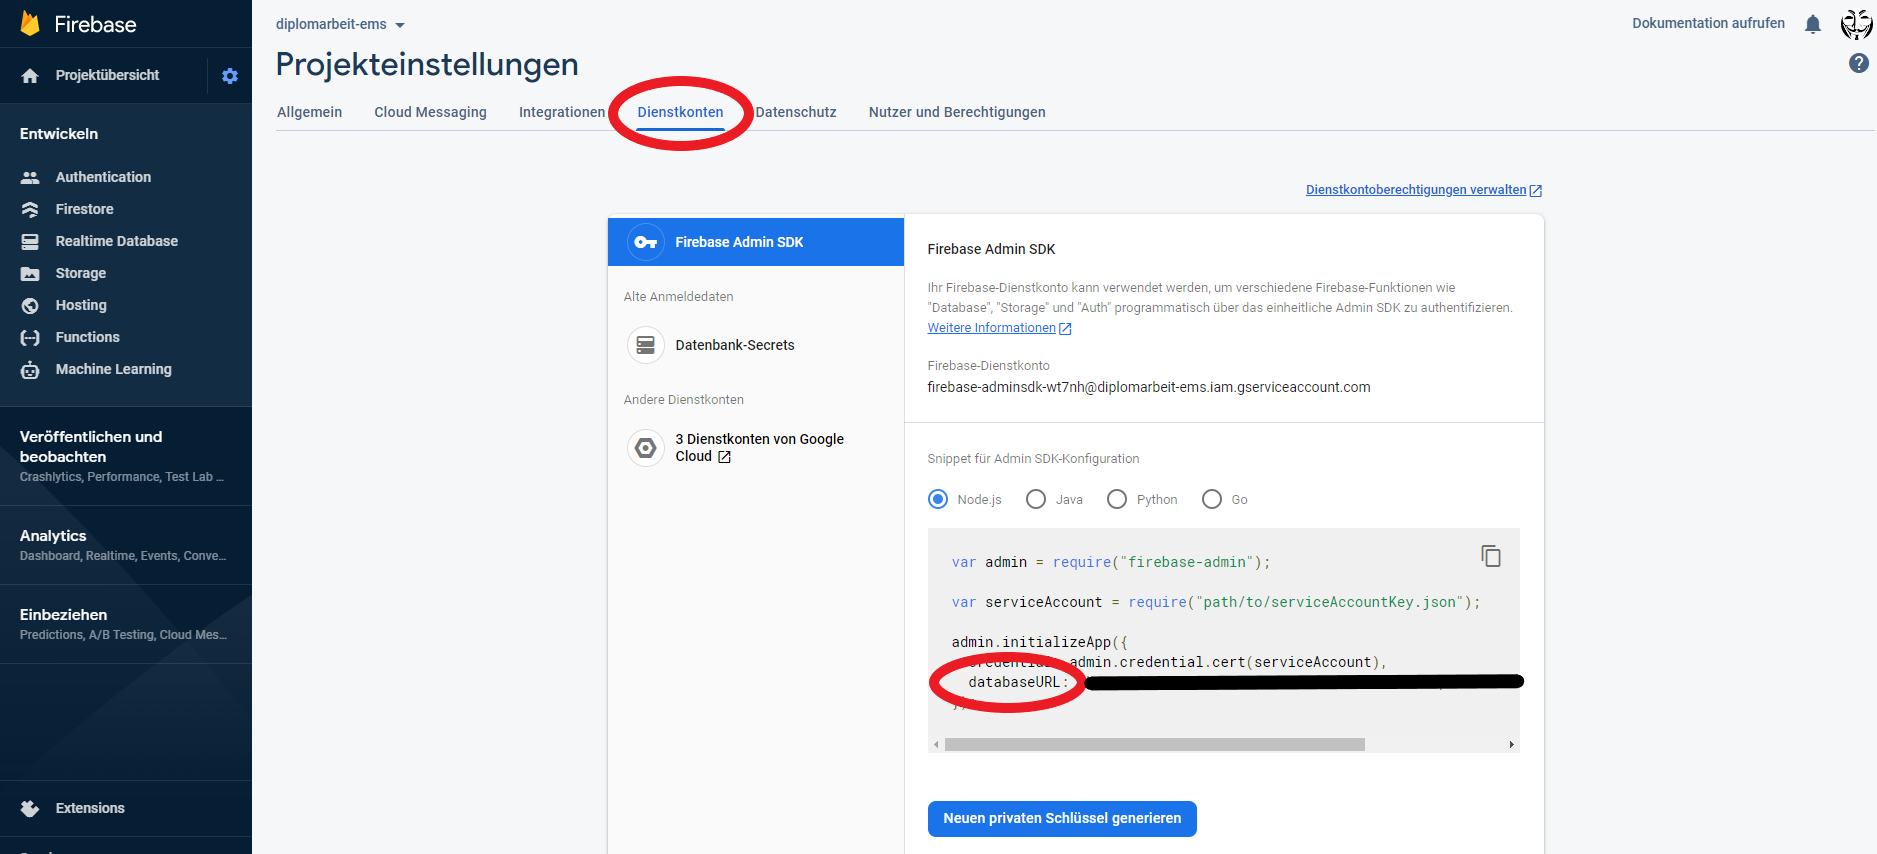 Firebase
Projektübersicht
Entwickeln
Authentication
Firestore
Realtime Database
Storage
Hosting
Functions
Machine Learning
Veröffentlichen und
beobachten
Crashlytics, Performance, Test Lab ...
Analytics
Dashboard, Realtime, Events, Conve...
Einbeziehen
Predictions, A/B Testing, Cloud Mes...
Extensions
diplomarbeit-ems
Dokumentation aufrufen
Projekteinstellungen
Allgemein Cloud Messaging Integrationen Dienstkonten Datenschutz Nutzer und Berechtigungen
Dienstkontoberechtigungen verwalten
Firebase Admin SDK
Alte Anmeldedaten
Datenbank-Secrets
Andere Dienstkonten
3 Dienstkonten von Google
Cloud
Firebase Admin SDK
Ihr Firebase-Dienstkonto kann verwendet werden, um verschiedene Firebase-Funktionen wie
"Database", "Storage" und "Auth" programmatisch über das einheitliche Admin SDK zu authentifizieren.
Weitere Informationen
Firebase-Dienstkonto
firebase-adminsdk-wt7nh@diplomarbeit-ems.iam.gserviceaccount.com
Snippet für Admin SDK-Konfiguration
Node.js Java Python Go
var admin = require("firebase-admin");
var serviceAccount = require("path/to/serviceAccountKey.json");
admin.initializeApp({
admin.credential.cert(serviceAccount),
databaseURL:
Neuen privaten Schlüssel generieren